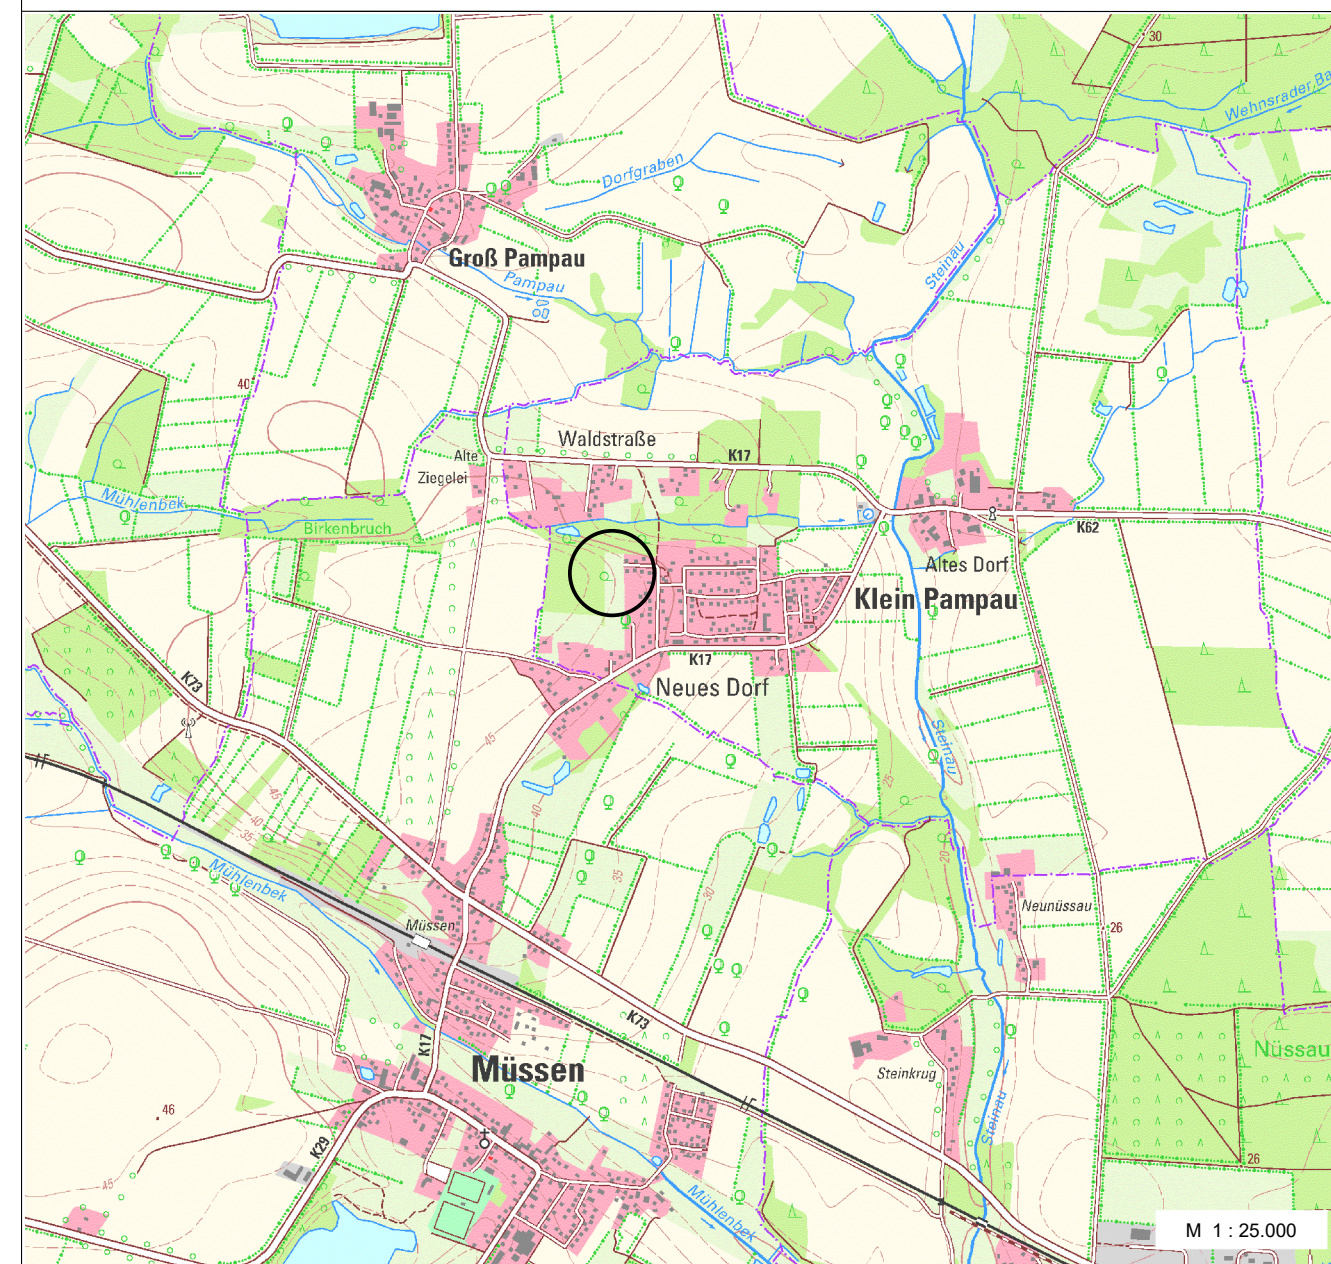 30
Wehnsrader Ba
Dorfgraben
Groß Pampau
Pampau
Steinau
40
Waldstraße
Alte
Ziegelei
K17
Mühlenbek
Birkenbruch
K62
Altes Dorf
Klein Pampau
K17
Neues Dorf
K73
45
Steinau
25
40
45
40
35
Mühlenbek
35
30
20
Müssen
Neunüssau
26
K73
K17
Müssen
Nüssau
Steinkrug
46
Steinau
K29
45
26
Mühlenbek
M 1 : 25.000